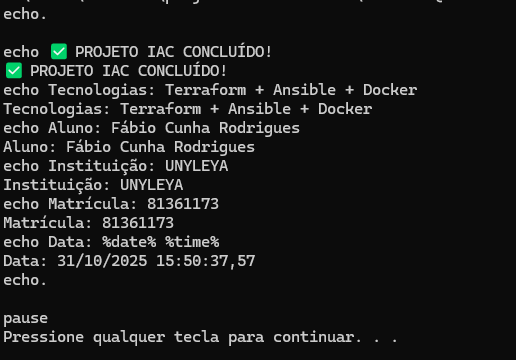 echo.
echo ✅ PROJETO IAC CONCLUÍDO!
✅ PROJETO IAC CONCLUÍDO!
echo Tecnologias: Terraform + Ansible + Docker
Tecnologias: Terraform + Ansible + Docker
echo Aluno: Fábio Cunha Rodrigues
Aluno: Fábio Cunha Rodrigues
echo Instituição: UNYLEYA
Instituição: UNYLEYA
echo Matrícula: 81361173
Matrícula: 81361173
echo Data: %date% %time%
Data: 31/10/2025 15:50:37,57
echo.
pause
Pressione qualquer tecla para continuar. . .